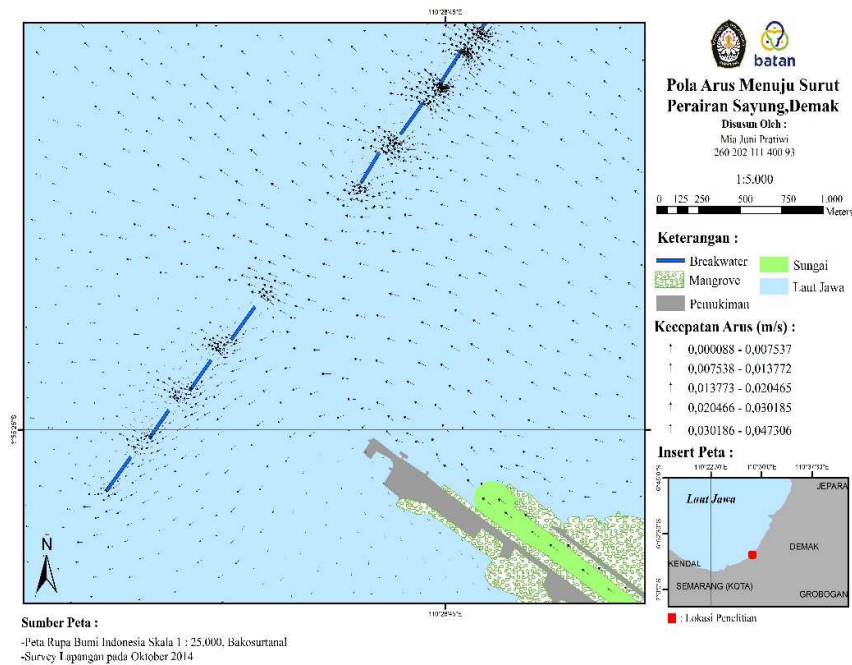 110°28'45"E
batan
Pola Arus Menuju Surut
Perairan Sayung,Demak
Disusun Oleh :
Mia Juni Pratiwi
260 202 111 400 93
1:5.000
0 125 250 500 750 1.000
Meters
Keterangan :
Breakwater
Mangrove
Pemukiman
Sungai
Laut Jawa
Kecepatan Arus (m/s) :
0,000088 - 0,007537
0,007538 - 0,013772
0,013773 - 0,020465
0,020466 - 0,030185
0,030186 - 0,047306
Insert Peta :
110°22'30"E
Laut Jawa
JEPARA
DEMAK
KENDAL
SEMARANG (KOTA)
GROBOGAN
: Lokasi Penelitian
N
110°28'45"E
Sumber Peta :
-Peta Rupa Bumi Indonesia Skala 1 : 25.000, Bakosurtanal
-Survey Lapangan pada Oktober 2014